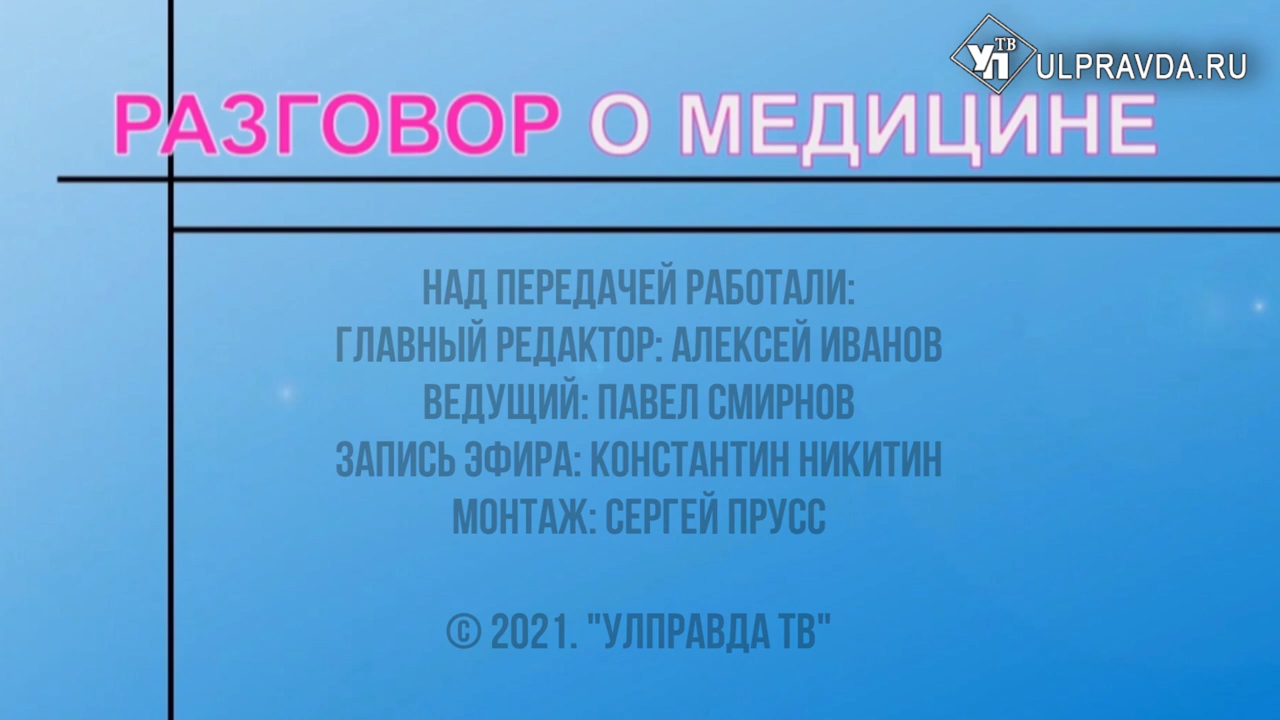 УП ТВ ULPRAVDA.RU
РАЗГОВОР О МЕДИЦИНЕ
НАД ПЕРЕДАЧЕЙ РАБОТАЛИ:
ГЛАВНЫЙ РЕДАКТОР: АЛЕКСЕЙ ИВАНОВ
ВЕДУЩИЙ: ПАВЕЛ СМИРНОВ
ЗАПИСЬ ЭФИРА: КОНСТАНТИН НИКИТИН
МОНТАЖ: СЕРГЕЙ ПРУСС
© 2021. "УЛПРАВДА ТВ"